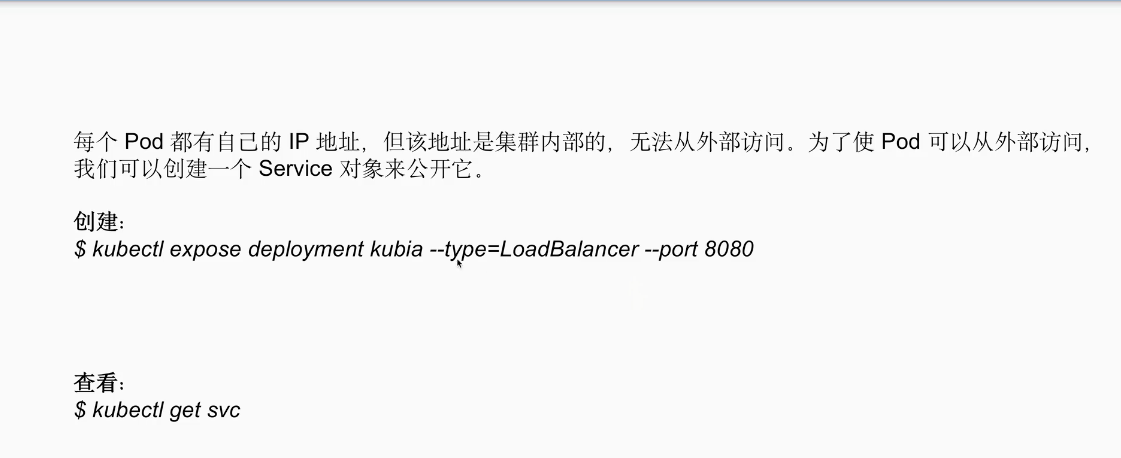 每个 Pod 都有自己的 IP 地址，但该地址是集群内部的，无法从外部访问。为了使 Pod 可以从外部访问，
我们可以创建一个 Service 对象来公开它。
创建：
$ kubectl expose deployment kubia --type=LoadBalancer --port 8080
查看：
$ kubectl get svc